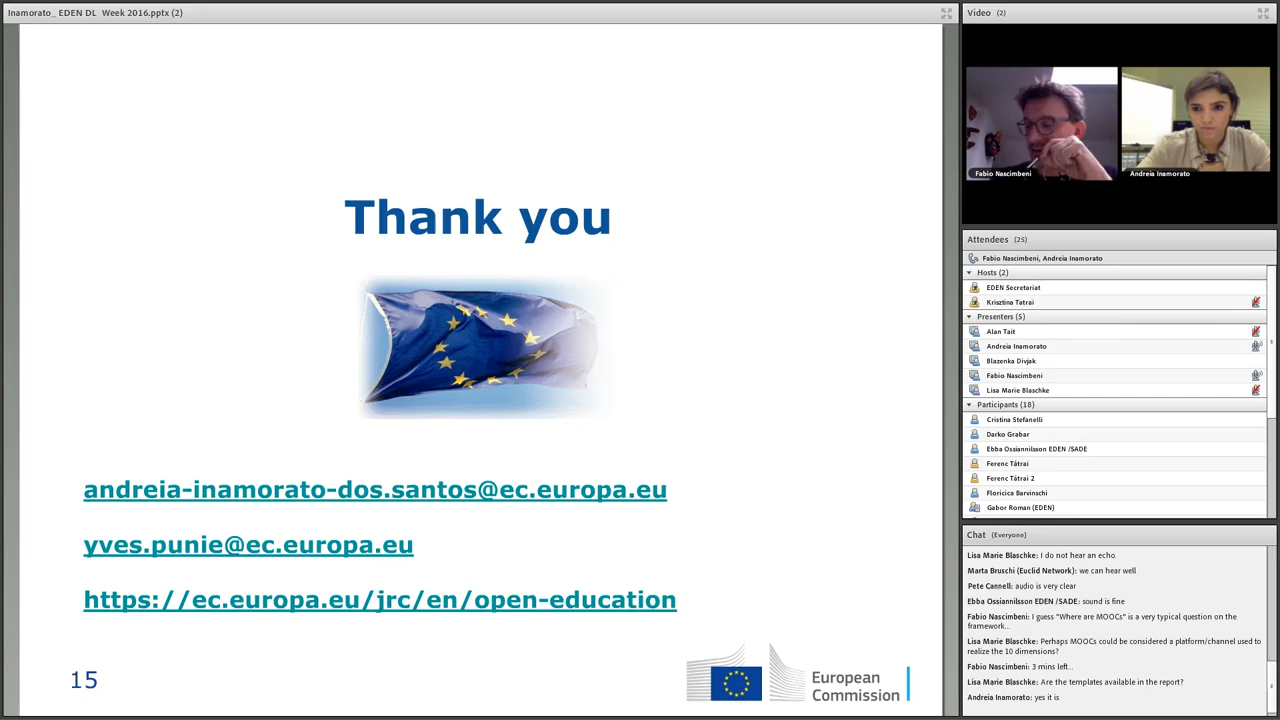 Inamorato_ EDEN DL  Week 2016.pptx (2)
Thank you
andreia-inamorato-dos.santos@ec.europa.eu
yves.punie@ec.europa.eu
https://ec.europa.eu/jrc/en/open-education
15
European
Commission
Video (2)
Fabio Nascimbeni
Andreia Inamorato
Attendees (25)
Fabio Nascimbeni, Andreia Inamorato
Hosts (2)
EDEN Secretariat
Krisztina Tatrai
Presenters (5)
Alan Tait
Andreia Inamorato
Blazenka Divjak
Fabio Nascimbeni
Lisa Marie Blaschke
Participants (18)
Cristina Stefanelli
Darko Grabar
Ebba Ossiannilsson EDEN /SADE
Ferenc Tátrai
Ferenc Tátrai 2
Floricica Barvinschi
Gabor Roman (EDEN)
Chat (Everyone)
Lisa Marie Blaschke: I do not hear an echo.
Marta Bruschi (Euclid Network): we can hear well
Pete Cannell: audio is very clear
Ebba Ossiannilsson EDEN /SADE: sound is fine
Fabio Nascimbeni: I guess "Where are MOOCs" is a very typical question on the
framework...
Lisa Marie Blaschke: Perhaps MOOCs could be considered a platform/channel used to
realize the 10 dimensions?
Fabio Nascimbeni: 3 mins left...
Lisa Marie Blaschke: Are the templates available in the report?
Andreia Inamorato: yes it is